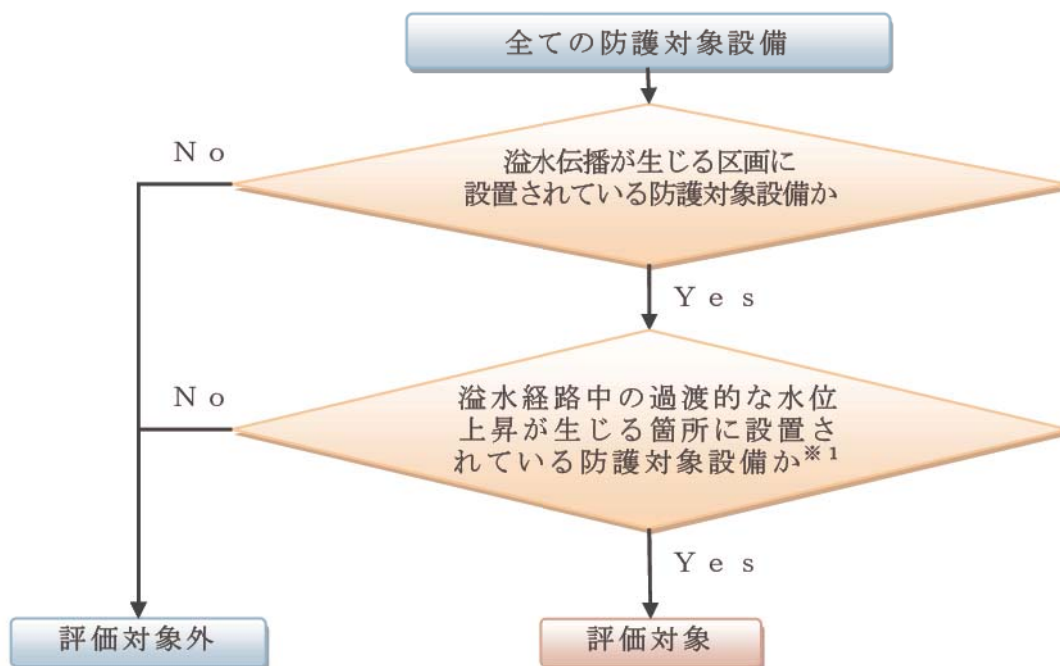 全ての防護対象設備
No
溢水伝播が生じる区画に
設置されている防護対象設備か
Yes
No
溢水経路中の過渡的な水位
上昇が生じる箇所に設置さ
れている防護対象設備か※1
Yes
評価対象外
評価対象